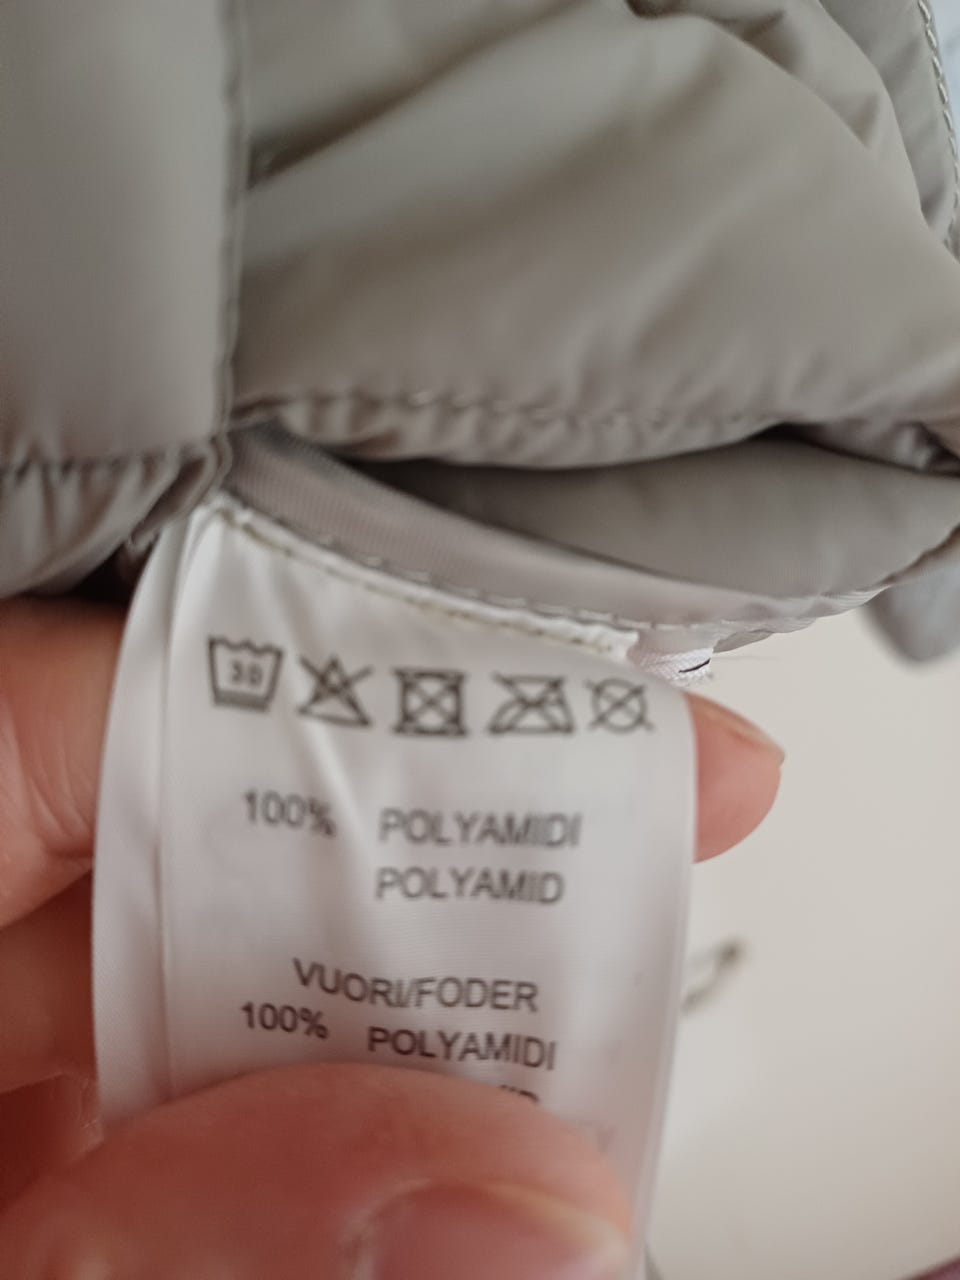 30
100% POLYAMIDI
POLYAMID
VUORI/FODER
100% POLYAMIDI